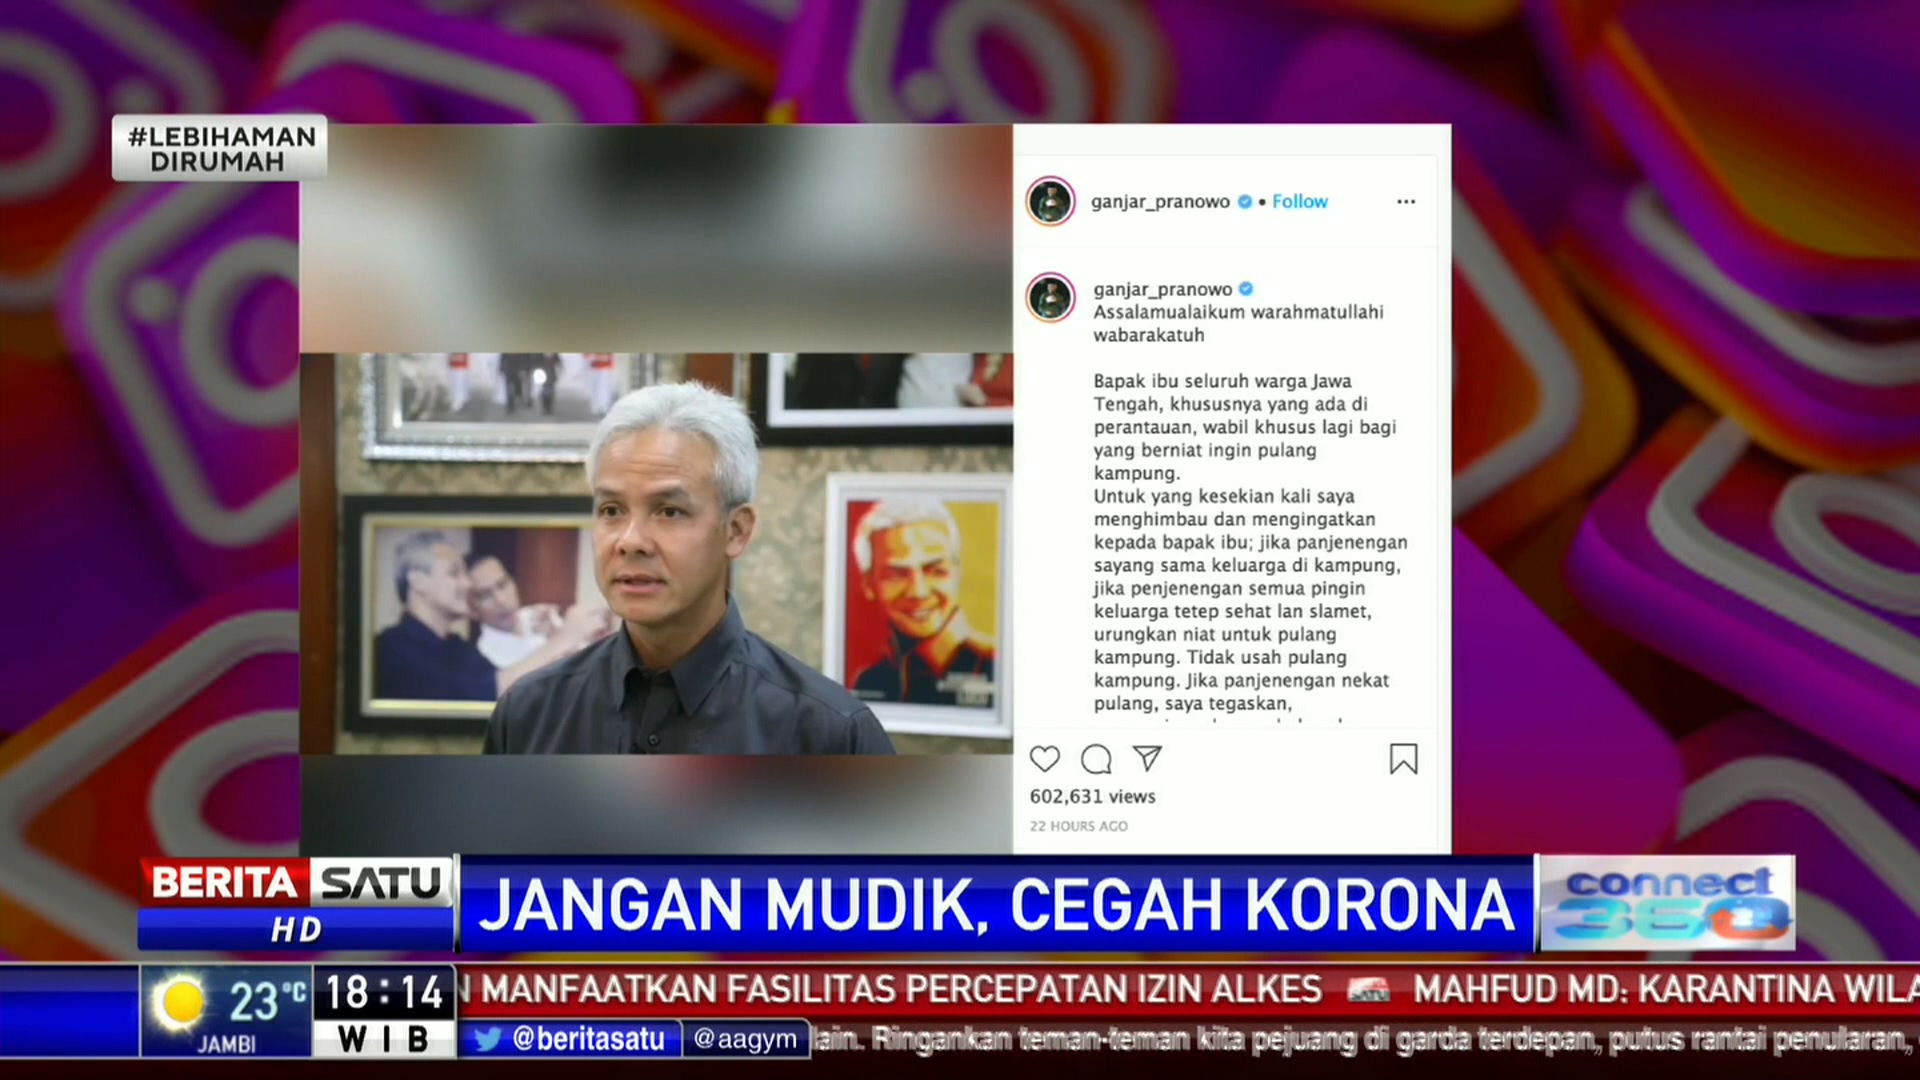 #LEBIHAMAN
DIRUMAH
ganjar_pranowo • Follow
ganjar_pranowo
Assalamualaikum warahmatullahi
wabarakatuh
Bapak ibu seluruh warga Jawa
Tengah, khususnya yang ada di
perantauan, wabil khusus lagi bagi
yang berniat ingin pulang
kampung.
Untuk yang kesekian kali saya
menghimbau dan mengingatkan
kepada bapak ibu; jika panjenengan
sayang sama keluarga di kampung,
jika penjenengan semua pingin
keluarga tetep sehat lan slamet,
urungkan niat untuk pulang
kampung. Tidak usah pulang
kampung. Jika panjenengan nekat
pulang, saya tegaskan,
602,631 views
22 HOURS AGO
BERITA SATU
HD
JANGAN MUDIK, CEGAH KORONA
connect
360
23°C
JAMBI
18:14
WIB
N MANFAATKAN FASILITAS PERCEPATAN IZIN ALKES SATU MAHFUD MD: KARANTINA WILA
@beritasatu @aagym lain. Ringankan teman-teman kita pejuang di garda terdepan, putus rantai penularan,